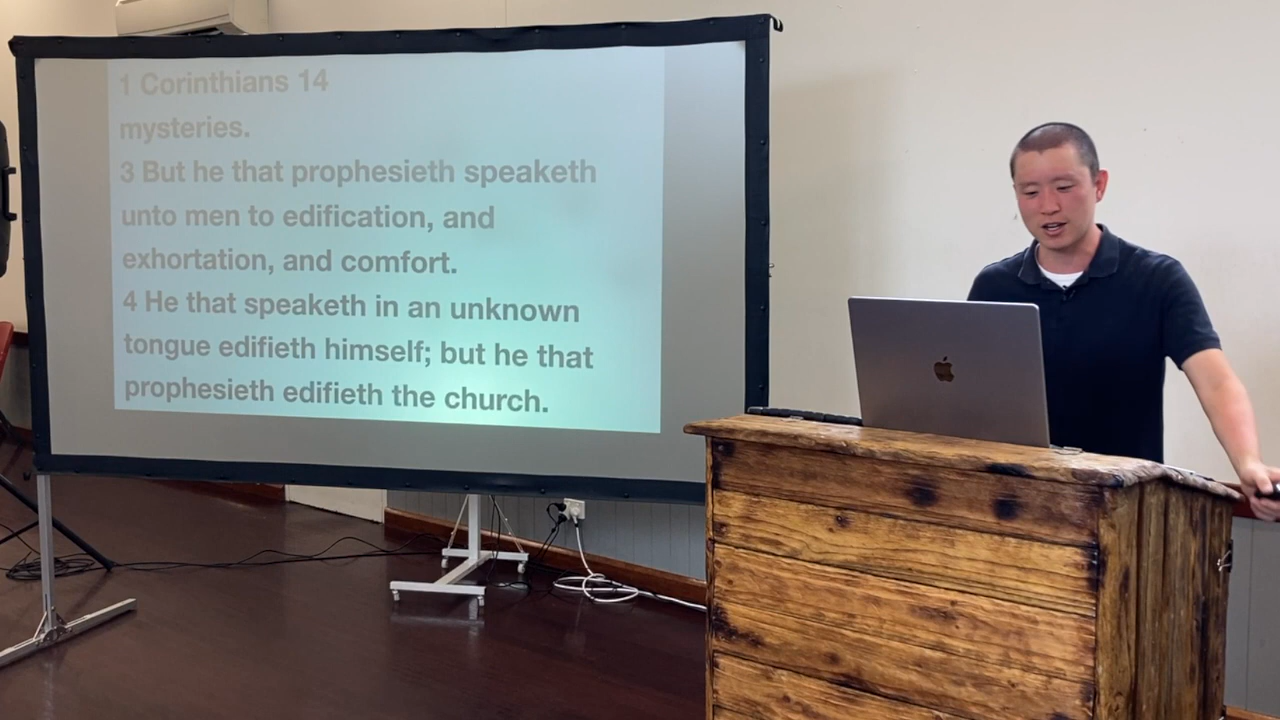 1 Corinthians 14
mysteries.
3 But he that prophesieth speaketh
unto men to edification, and
exhortation, and comfort.
4 He that speaketh in an unknown
tongue edifieth himself; but he that
prophesieth edifieth the church.